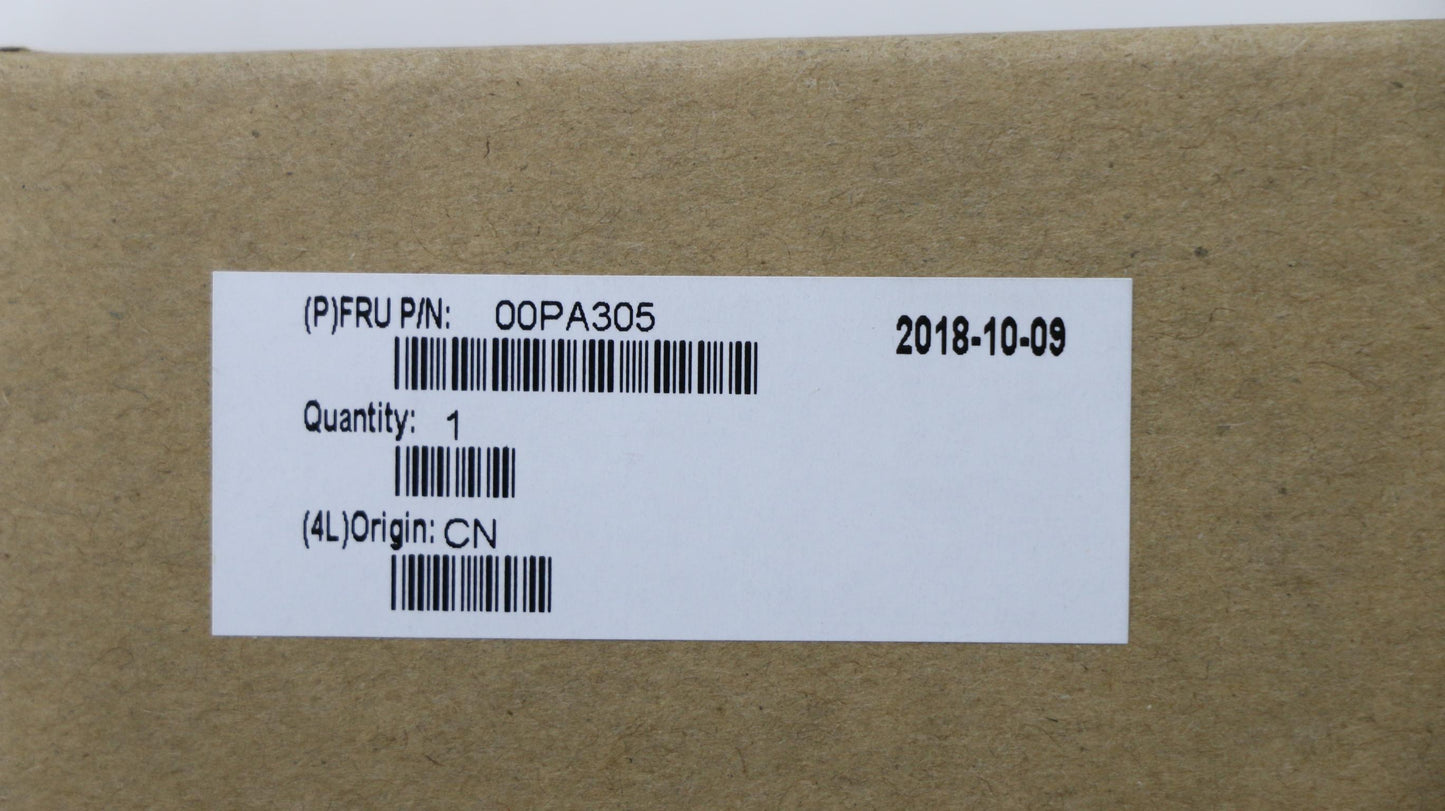 (P)FRU P/N: 00PA305
2018-10-09
Quantity: 1
(4L)Origin: CN